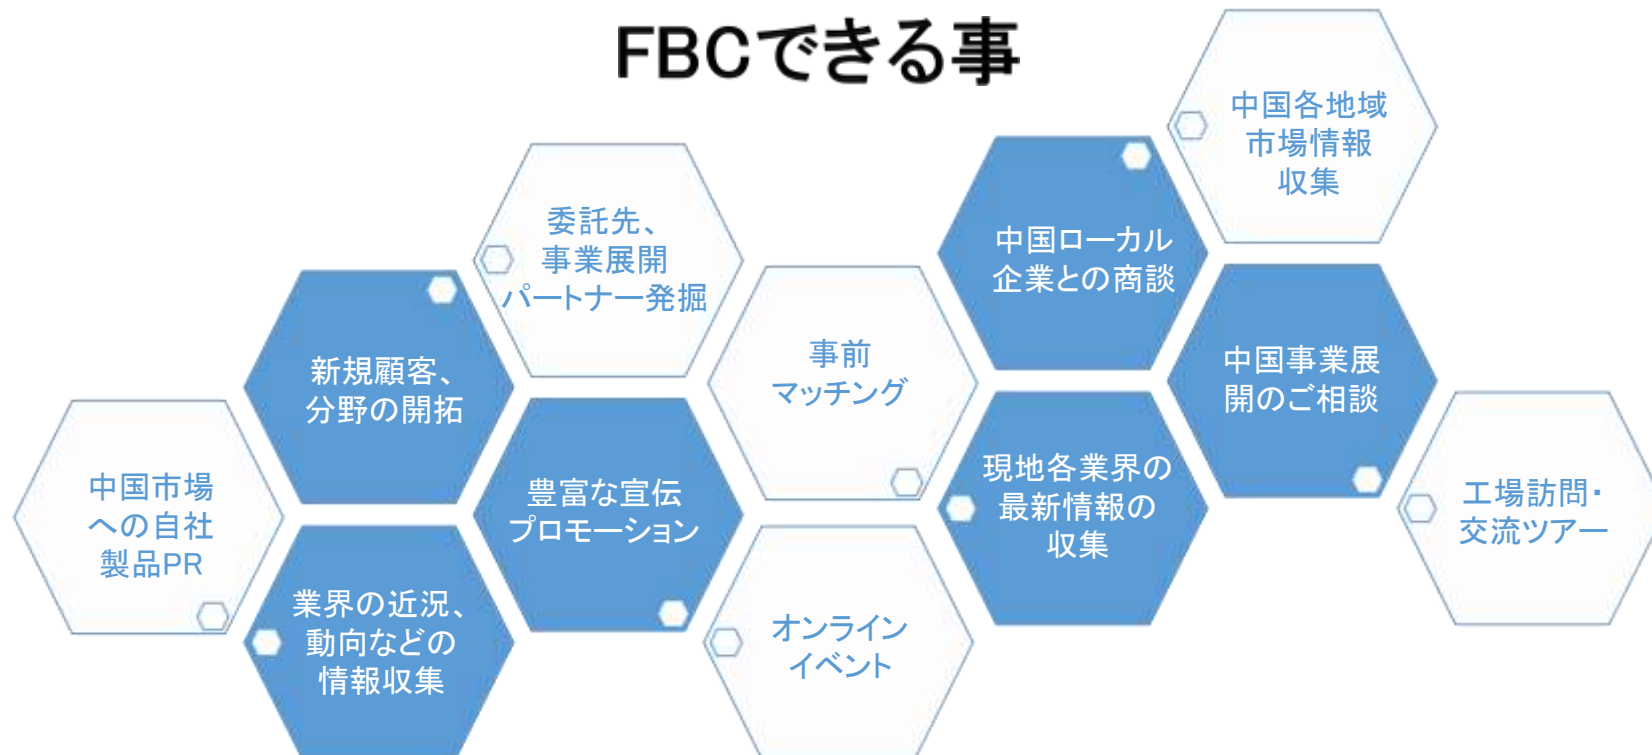 FBCできる事
中国各地域
市場情報
収集
委託先、
事業展開
パートナー発掘
中国ローカル
企業との商談
新規顧客、
分野の開拓
事前
マッチング
中国事業展
開のご相談
中国市場
への自社
製品PR
豊富な宣伝
プロモーション
現地各業界の
最新情報の
収集
工場訪問・
交流ツアー
業界の近況、
動向などの
情報収集
オンライン
イベント